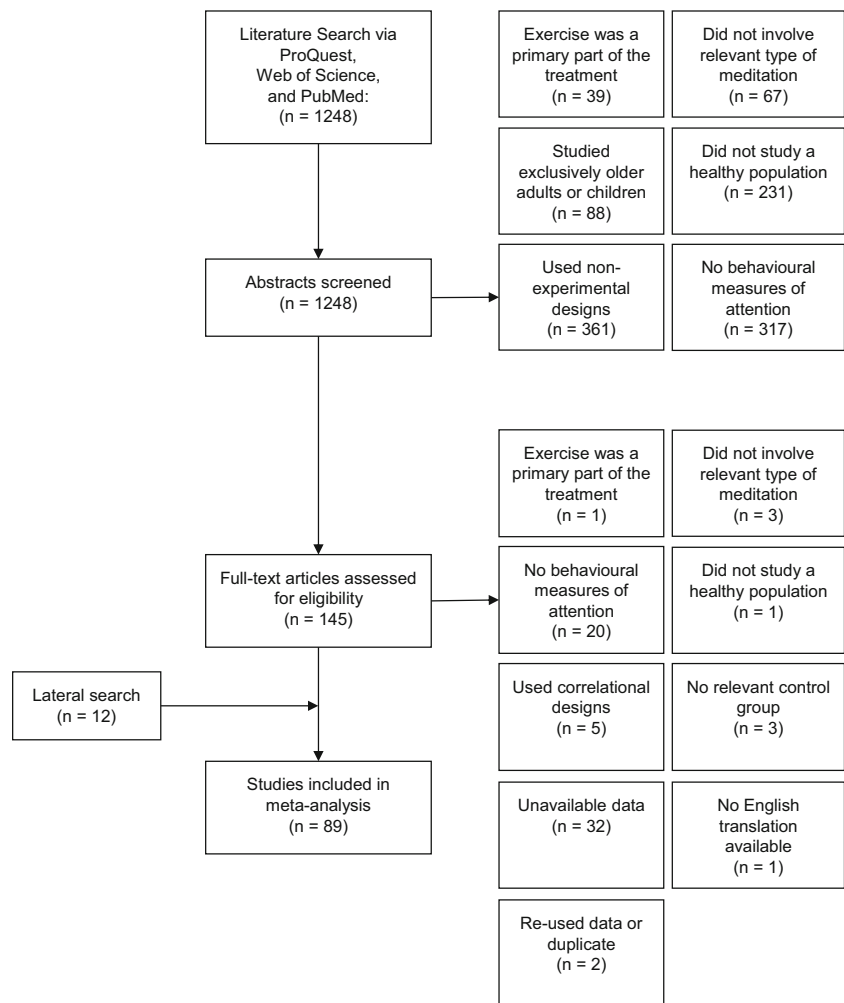 Literature Search via
ProQuest,
Web of Science,
and PubMed:
(n = 1248)
Exercise was a
primary part of the
treatment
(n = 39)
Did not involve
relevant type of
meditation
(n = 67)
Studied
exclusively older
adults or children
(n = 88)
Did not study a
healthy population
(n = 231)
Abstracts screened
(n = 1248)
Used non-
experimental
designs
(n = 361)
No behavioural
measures of
attention
(n = 317)
Exercise was a
primary part of the
treatment
(n = 1)
Did not involve
relevant type of
meditation
(n = 3)
Full-text articles assessed
for eligibility
(n = 145)
No behavioural
measures of
attention
(n = 20)
Did not study a
healthy population
(n = 1)
Lateral search
(n = 12)
Used correlational
designs
(n = 5)
No relevant control
group
(n = 3)
Studies included in
meta-analysis
(n = 89)
Unavailable data
(n = 32)
No English
translation
available
(n = 1)
Re-used data or
duplicate
(n = 2)